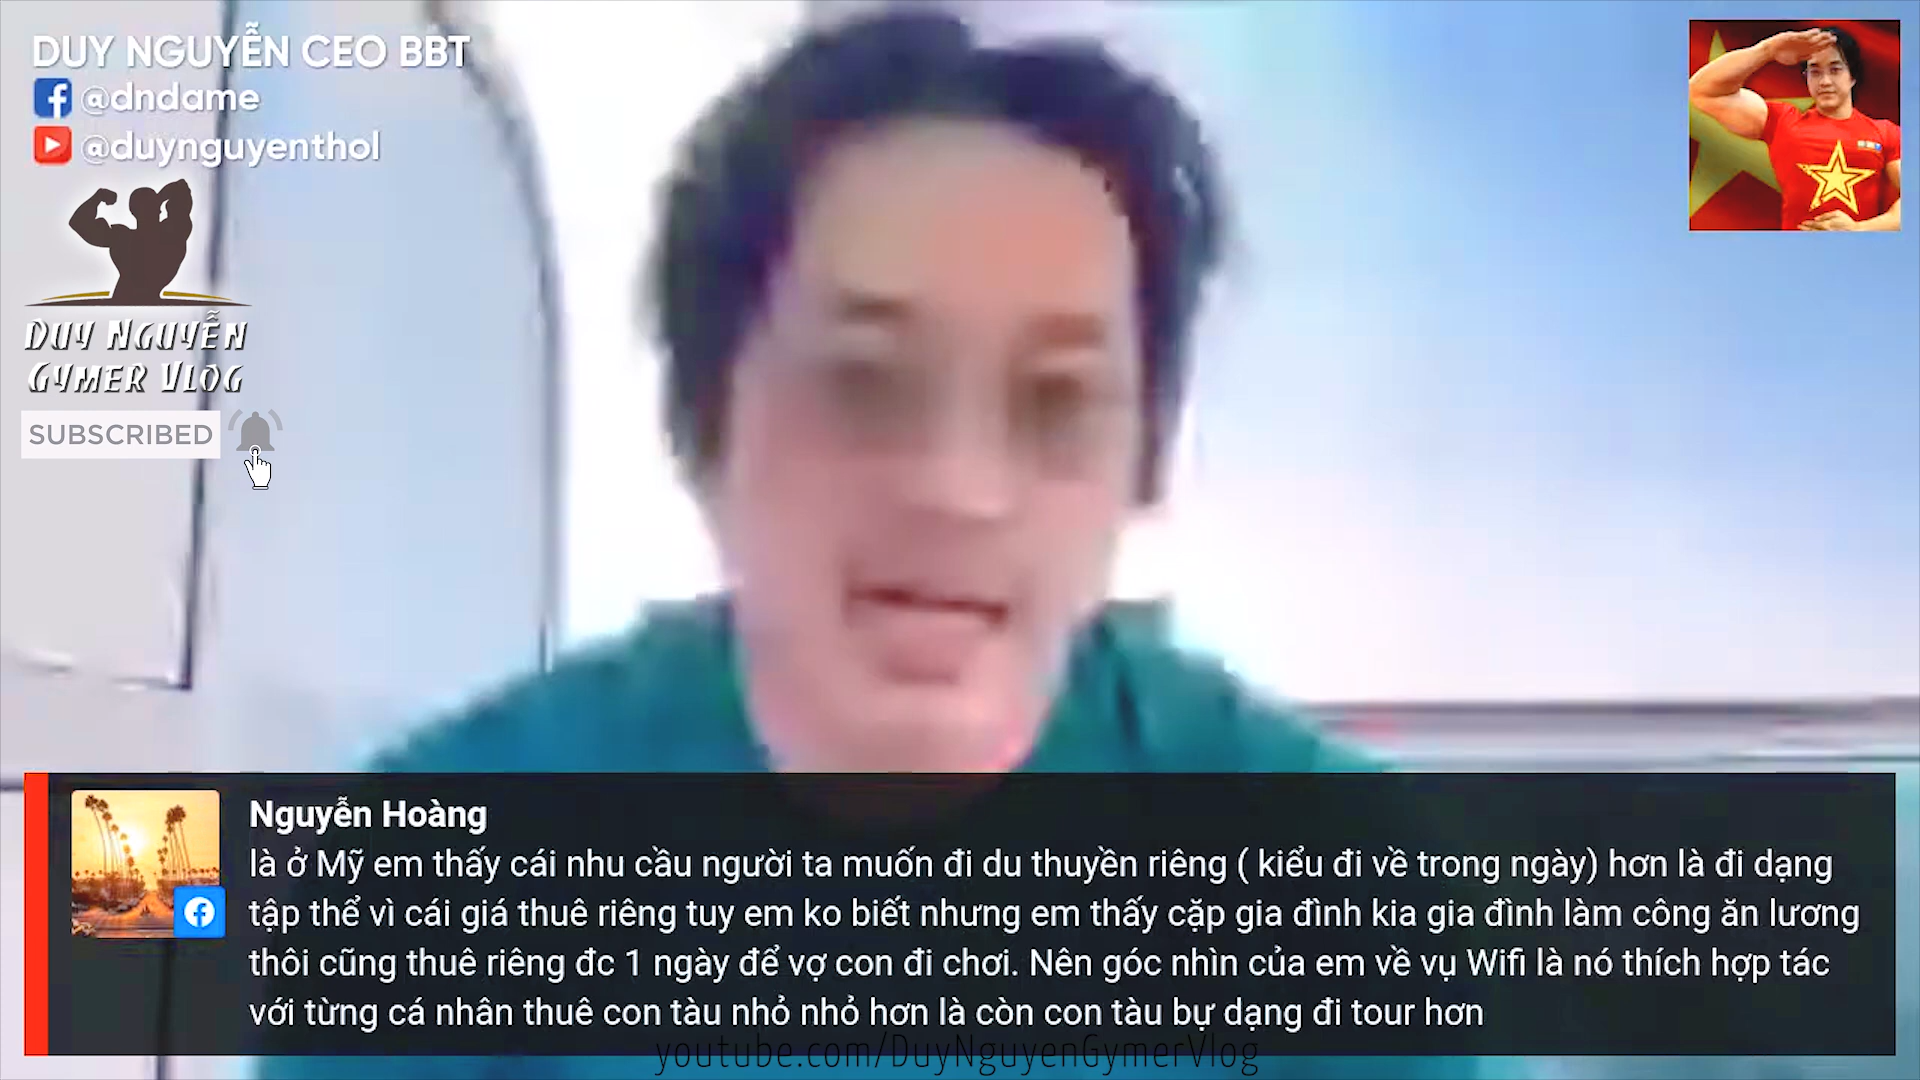 DUY NGUYỄN CEO BBT
@dndame
@duynguyenthol
DUY NGUYỄN
GYMER VLOG
SUBSCRIBED
Nguyễn Hoàng
là ở Mỹ em thấy cái nhu cầu người ta muốn đi du thuyền riêng ( kiểu đi về trong ngày) hơn là đi dạng
tập thể vì cái giá thuê riêng tuy em ko biết nhưng em thấy cặp gia đình kia gia đình làm công ăn lương
thôi cũng thuê riêng đc 1 ngày để vợ con đi chơi. Nên góc nhìn của em về vụ Wifi là nó thích hợp tác
với từng cá nhân thuê con tàu nhỏ nhỏ hơn là còn con tàu bự dạng đi tour hơn
youtube.com/DuyNguyenGymerVlog